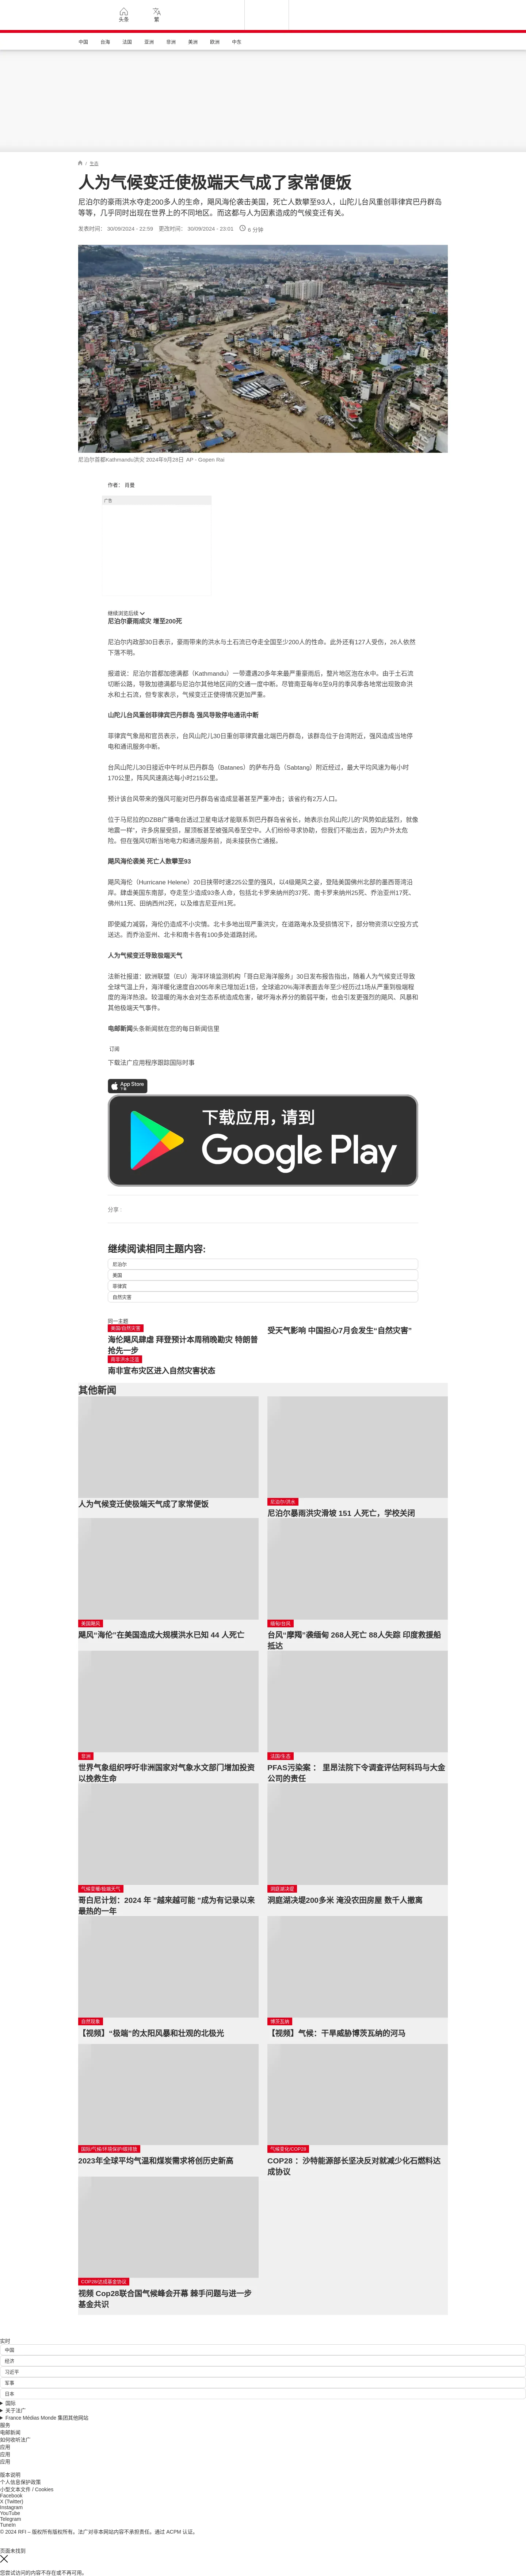 头条
繁
中国
台海
法国
亚洲
非洲
美洲
欧洲
中东
/ 生态
人为气候变迁使极端天气成了家常便饭
尼泊尔的豪雨洪水夺走200多人的生命，飓风海伦袭击美国，死亡人数攀至93人，山陀儿台风重创菲律宾巴丹群岛等等，几乎同时出现在世界上的不同地区。而这都与人为因素造成的气候变迁有关。
发表时间： 30/09/2024 - 22:59 更改时间： 30/09/2024 - 23:01 6 分钟
尼泊尔首都Kathmandu洪灾 2024年9月28日 AP - Gopen Rai
作者： 肖曼
广告
继续浏览后续
尼泊尔豪雨成灾 增至200死
尼泊尔内政部30日表示，豪雨带来的洪水与土石流已夺走全国至少200人的性命。此外还有127人受伤，26人依然下落不明。
报道说：尼泊尔首都加德满都（Kathmandu）一带遭遇20多年来最严重豪雨后，整片地区泡在水中。由于土石流切断公路，导致加德满都与尼泊尔其他地区间的交通一度中断。尽管南亚每年6至9月的季风季各地常出现致命洪水和土石流，但专家表示，气候变迁正使得情况更加严重。
山陀儿台风重创菲律宾巴丹群岛 强风导致停电通讯中断
菲律宾气象局和官员表示，台风山陀儿30日重创菲律宾最北端巴丹群岛，该群岛位于台湾附近，强风造成当地停电和通讯服务中断。
台风山陀儿30日接近中午时从巴丹群岛（Batanes）的萨布丹岛（Sabtang）附近经过，最大平均风速为每小时170公里，阵风风速高达每小时215公里。
预计该台风带来的强风可能对巴丹群岛省造成显著甚至严重冲击；该省约有2万人口。
位于马尼拉的DZBB广播电台透过卫星电话才能联系到巴丹群岛省省长，她表示台风山陀儿的“风势如此猛烈，就像地震一样”，许多房屋受损，屋顶板甚至被强风卷至空中。人们纷纷寻求协助，但我们不能出去，因为户外太危险。但在强风切断当地电力和通讯服务前，尚未接获伤亡通报。
飓风海伦袭美 死亡人数攀至93
飓风海伦（Hurricane Helene）20日挟带时速225公里的强风，以4级飓风之姿，登陆美国佛州北部的墨西哥湾沿岸。肆虐美国东南部，夺走至少造成93条人命，包括北卡罗来纳州的37死、南卡罗来纳州25死、乔治亚州17死、佛州11死、田纳西州2死，以及维吉尼亚州1死。
即使威力减弱，海伦仍造成不小灾情。北卡多地出现严重洪灾，在道路淹水及受损情况下，部分物资须以空投方式送达。而乔治亚州、北卡和南卡各有100多处道路封闭。
人为气候变迁导致极端天气
法新社报道：欧洲联盟（EU）海洋环境监测机构「哥白尼海洋服务」30日发布报告指出，随着人为气候变迁导致全球气温上升，海洋暖化速度自2005年来已增加近1倍，全球逾20%海洋表面去年至少经历过1场从严重到极端程度的海洋热浪。较温暖的海水会对生态系统造成危害，破坏海水养分的脆弱平衡，也会引发更强烈的飓风、风暴和其他极端天气事件。
电邮新闻头条新闻就在您的每日新闻信里
订阅
下载法广应用程序跟踪国际时事
App Store 下载
下载应用，请到
Google Play
分享 :
继续阅读相同主题内容:
尼泊尔
美国
菲律宾
自然灾害
同一主题
美国/自然灾害
海伦飓风肆虐 拜登预计本周稍晚勘灾 特朗普抢先一步
受天气影响 中国担心7月会发生“自然灾害”
南非洪水泛滥
南非宣布灾区进入自然灾害状态
其他新闻
人为气候变迁使极端天气成了家常便饭
尼泊尔/洪水
尼泊尔暴雨洪灾滑坡 151 人死亡，学校关闭
美国飓风
飓风“海伦”在美国造成大规模洪水已知 44 人死亡
缅甸/台风
台风“摩羯”袭缅甸 268人死亡 88人失踪 印度救援船抵达
非洲
世界气象组织呼吁非洲国家对气象水文部门增加投资以挽救生命
法国/生态
PFAS污染案： 里昂法院下令调查评估阿科玛与大金公司的责任
气候变暖/极端天气
哥白尼计划：2024 年 “越来越可能 ”成为有记录以来最热的一年
洞庭湖决堤
洞庭湖决堤200多米 淹没农田房屋 数千人撤离
自然现象
【视频】“极端”的太阳风暴和壮观的北极光
博茨瓦纳
【视频】气候：干旱威胁博茨瓦纳的河马
国际/气候/环境保护/碳排放
2023年全球平均气温和煤炭需求将创历史新高
气候变化/COP28
COP28 ：沙特能源部长坚决反对就减少化石燃料达成协议
COP28/达成基金协议
视频 Cop28联合国气候峰会开幕 棘手问题与进一步基金共识
实时
中国
经济
习近平
军事
日本
国际
关于法广
France Médias Monde 集团其他网站
服务
电邮新闻
如何收听法广
应用
应用
应用
版本说明
个人信息保护政策
小型文本文件 / Cookies
Facebook
X (Twitter)
Instagram
YouTube
Telegram
TuneIn
© 2024 RFI – 版权所有版权所有。法广对非本网站内容不承担责任。通过 ACPM 认证。
页面未找到
您尝试访问的内容不存在或不再可用。